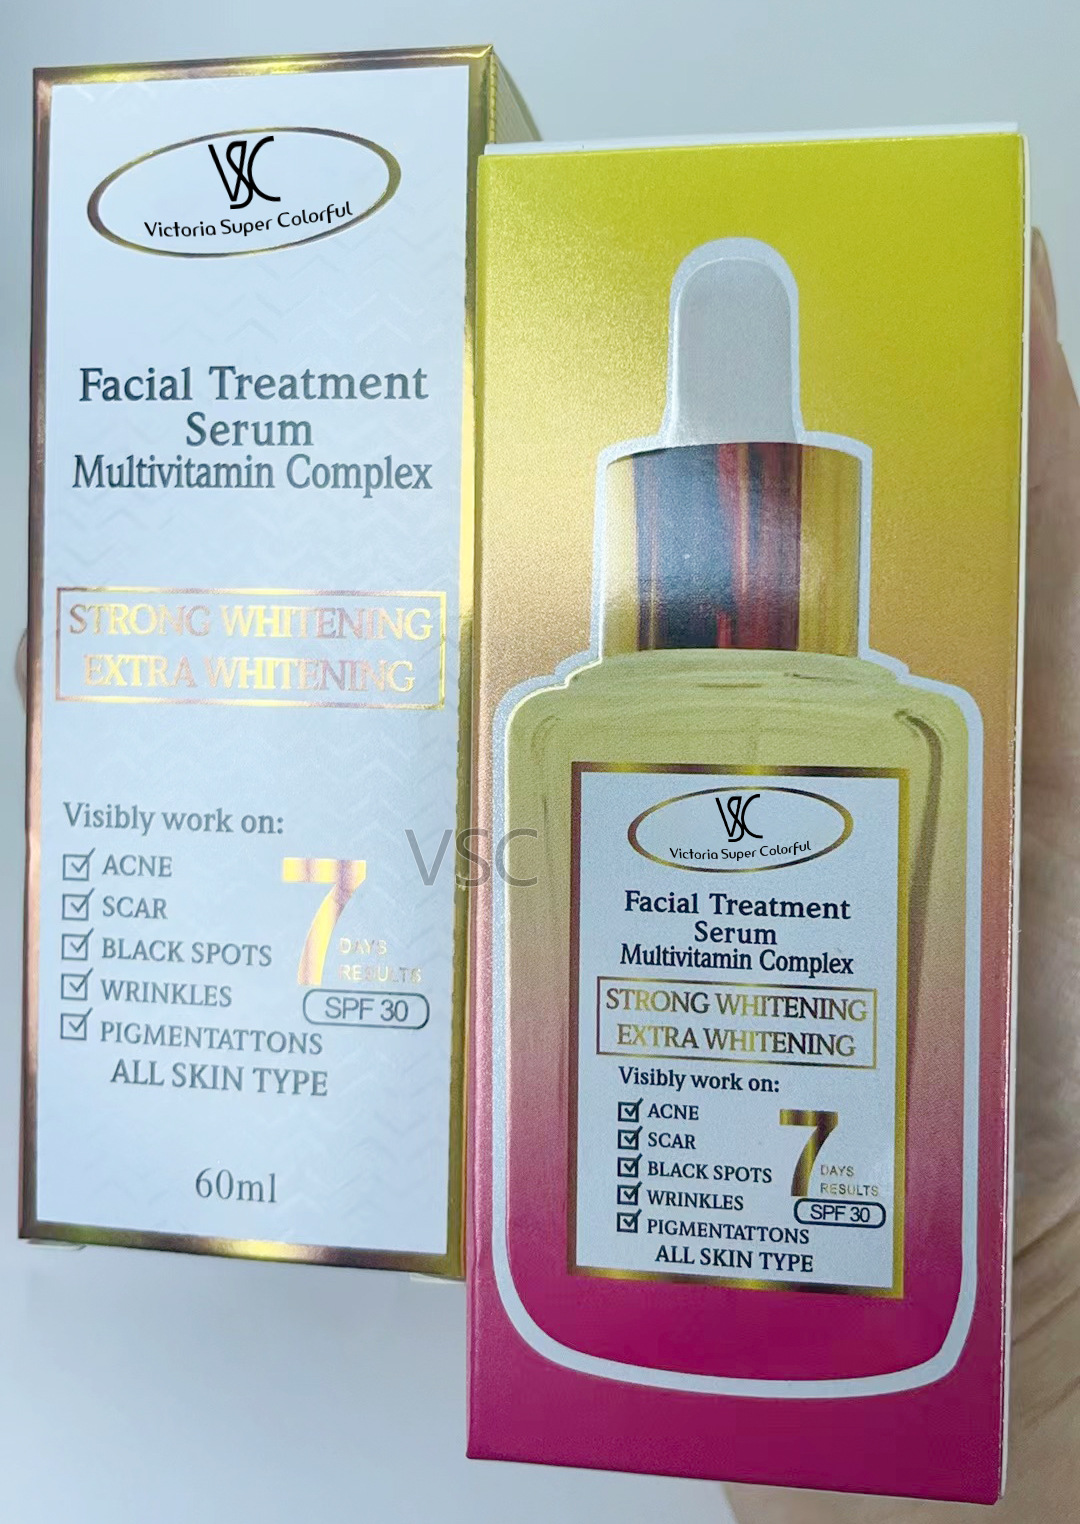 VSC
Victoria Super Colorful
Facial Treatment
Serum
Multivitamin Complex
STRONG WHITENING
EXTRA WHITENING
Visibly work on:
ACNE
SCAR
BLACK SPOTS
WRINKLES
PIGMENTATTONS
ALL SKIN TYPE
7
DAYS
RESULTS
SPF 30
60ml
VSC
VSC
Victoria Super Colorful
Facial Treatment
Serum
Multivitamin Complex
STRONG WHITENING
EXTRA WHITENING
Visibly work on:
ACNE
SCAR
BLACK SPOTS
WRINKLES
PIGMENTATTONS
ALL SKIN TYPE
7
DAYS
RESULTS
SPF 30